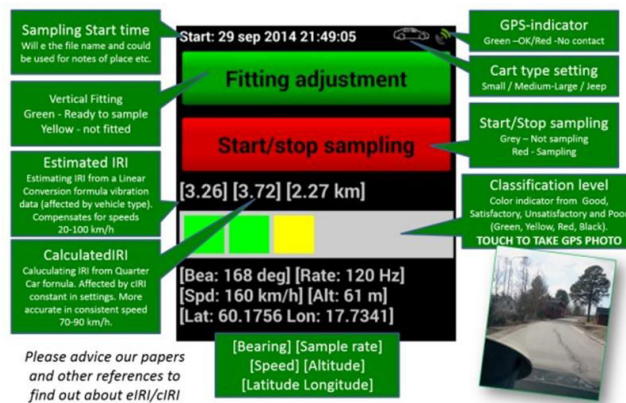 Sampling Start time
Will e the file name and could
be used for notes of place etc.
Vertical Fitting
Green - Ready to sample
Yellow - not fitted
Estimated IRI
Estimating IRI from a Linear
Conversion formula vibration
data (affected by vehicle type).
Compensates for speeds
20-100 km/h
CalculatedIRI
Caluculating IRI from Quarter
Car fornula. Affected by cIRI
constant in settings. More
accurate in consistent speed
70-90 km/h.
Please advice our papers
and other references to
find out about eIRI/cIRI
Start: 29 sep 2014 21:49:05
Fitting adjustment
Start/stop sampling
[3.26] [3.72] [2.27 km]
[Bea: 168 deg] [Rate: 120 Hz]
[Spd: 160 km/h] [Alt: 61 m]
[Lat: 60.1756 Lon: 17.7341]
[Bearing] [Sample rate]
[Speed] [Altitude]
[Latitude Longitude]
GPS-indicator
Green –OK/Red -No contact
Cart type setting
Small / Medium-Large / Jeep
Start/Stop sampling
Grey – Not sampling
Red - Sampling
Classification level
Color indicator from Good,
Satisfactory, Unsatisfactory and Poor
(Green, Yellow, Red, Black).
TOUCH TO TAKE GPS PHOTO